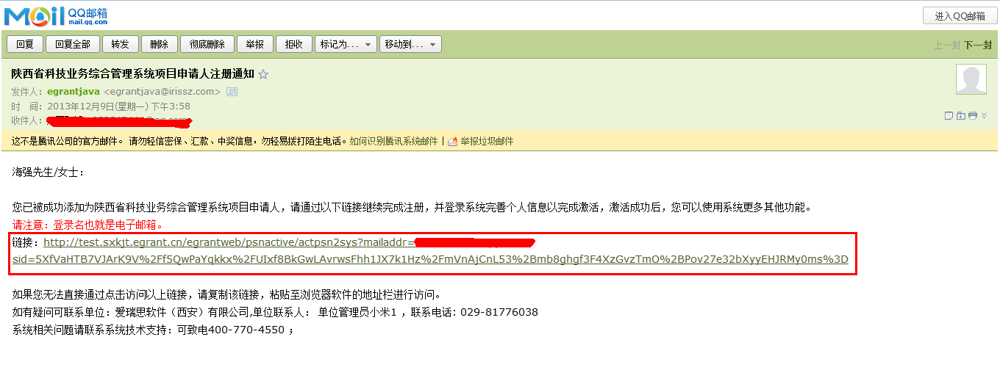 Mail QQ邮箱 mail.qq.com
进入QQ邮箱
回复 回复全部 转发 删除 彻底删除 举报 拒收 标记为... 移动到...
上一封 下一封
陕西省科技业务综合管理系统项目申请人注册通知
发件人：egrantjava <egrantjava@irissz.com>
时 间：2013年12月9日(星期一) 下午3:58
收件人：
这不是腾讯公司的官方邮件。 请勿轻信密保、汇款、中奖信息，勿轻易拨打陌生电话。如何识别腾讯系统邮件 | 举报垃圾邮件
海强先生/女士：
您已被成功添加为陕西省科技业务综合管理系统项目申请人，请通过以下链接继续完成注册，并登录系统完善个人信息以完成激活，激活成功后，您可以使用系统更多其他功能。
请注意：登录名也就是电子邮箱。
链接：http://test.sxkjt.egrant.cn/egrantweb/psnactive/actpsn2sys?mailaddr=
sid=5XfVaHTB7VJArK9V%2Ff5QwPaYqkkx%2FUIxf8BkGwLAvrwsFhh1JX7k1Hz%2FmVnAjCnL53%2Bmb8ghgf3F4XzGvzTmO%2BPov27e32bXyyEHJRMy0ms%3D
如果您无法直接通过点击访问以上链接，请复制该链接，粘贴至浏览器软件的地址栏进行访问。
如有疑问可联系单位：爱瑞思软件（西安）有限公司,单位联系人： 单位管理员小米1 ，联系电话：029-81776038
系统相关问题请联系系统技术支持：可致电400-770-4550 ；